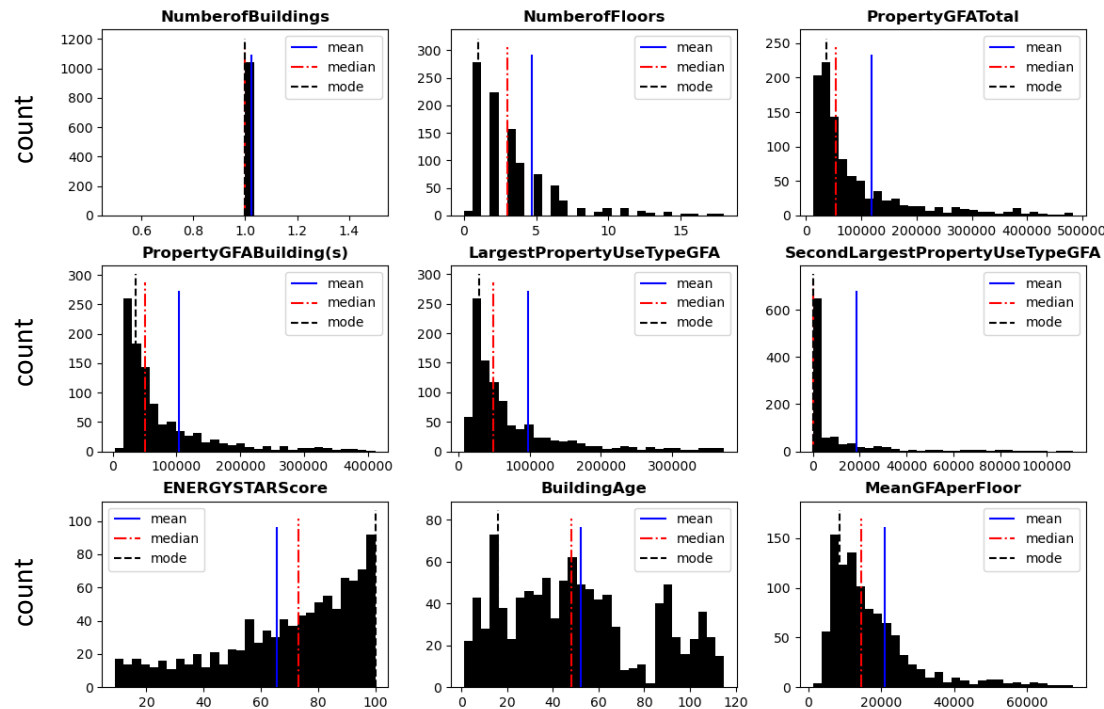 NumberofBuildings
count
1200
1000
800
600
400
200
0
0.6 0.8 1.0 1.2 1.4
mean
median
mode
NumberofFloors
300
250
200
150
100
50
0
0 5 10 15
mean
median
mode
PropertyGFATotal
250
200
150
100
50
0
0 100000 200000 300000 400000 500000
mean
median
mode
PropertyGFABuilding(s)
count
300
250
200
150
100
50
0
0 100000 200000 300000 400000
mean
median
mode
LargestPropertyUseTypeGFA
300
250
200
150
100
50
0
0 100000 200000 300000
mean
median
mode
SecondLargestPropertyUseTypeGFA
600
400
200
0
0 20000 40000 60000 80000 100000
mean
median
mode
ENERGYSTARScore
count
100
80
60
40
20
0
20 40 60 80 100
mean
median
mode
BuildingAge
80
60
40
20
0
0 20 40 60 80 100 120
mean
median
mode
MeanGFAperFloor
150
100
50
0
0 20000 40000 60000
mean
median
mode